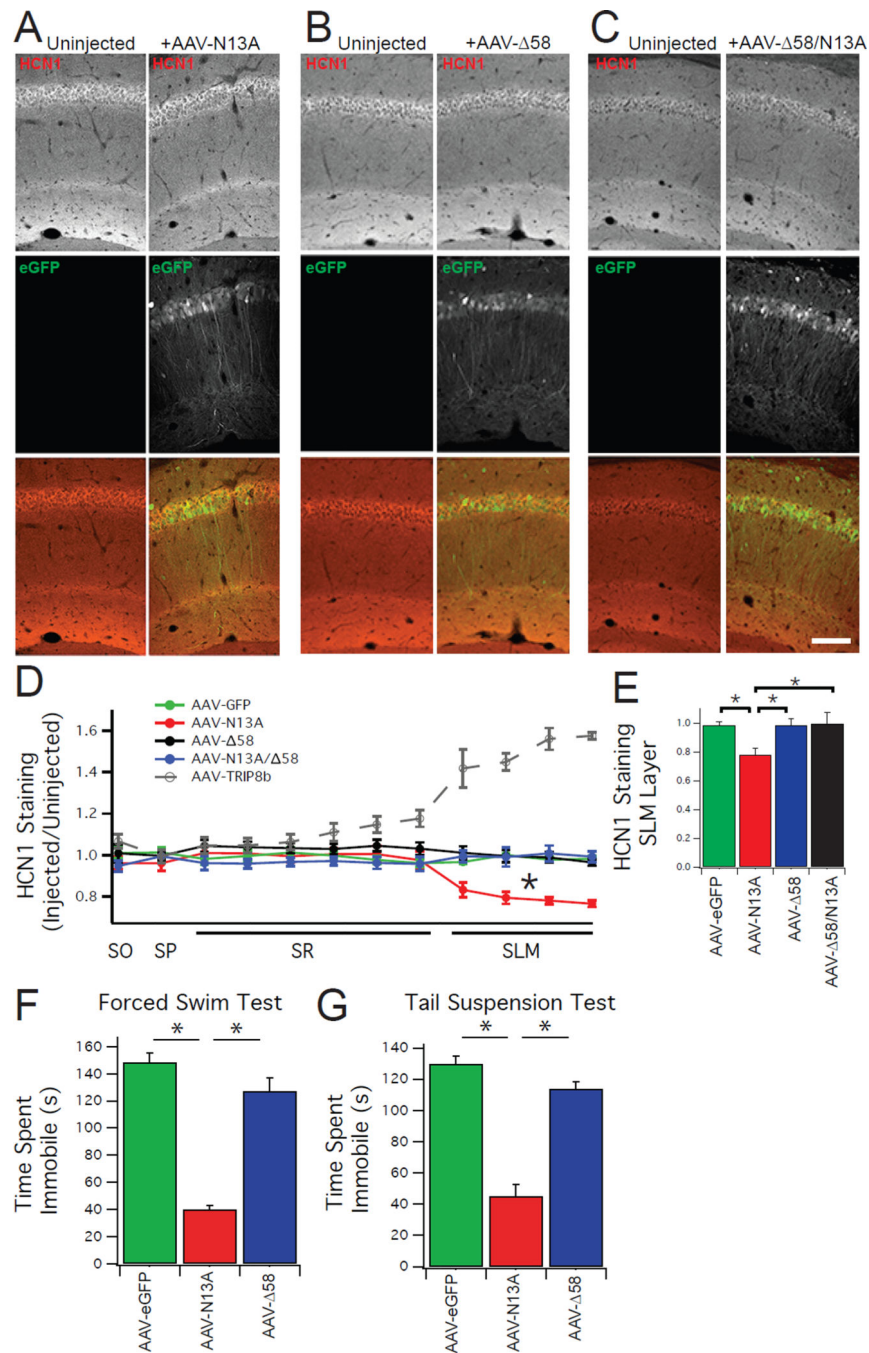 A
Uninjected
+AAV-N13A
B
Uninjected
+AAV-Δ58
C
Uninjected
+AAV-Δ58/N13A
HCN1
HCN1
HCN1
HCN1
HCN1
eGFP
eGFP
eGFP
eGFP
eGFP
D
HCN1 Staining
(Injected/Uninjected)
1.6
1.4
1.2
1.0
0.8
AAV-GFP
AAV-N13A
AAV-Δ58
AAV-N13A/Δ58
AAV-TRIP8b
*
SO
SP
SR
SLM
E
HCN1 Staining
SLM Layer
1.0
0.8
0.6
0.4
0.2
0.0
*
*
*
AAV-eGFP
AAV-N13A
AAV-Δ58
AAV-Δ58/N13A
F
Forced Swim Test
Time Spent
Immobile (s)
160
140
120
100
80
60
40
20
0
*
*
AAV-eGFP
AAV-N13A
AAV-Δ58
G
Tail Suspension Test
Time Spent
Immobile (s)
140
120
100
80
60
40
20
0
*
*
AAV-eGFP
AAV-N13A
AAV-Δ58